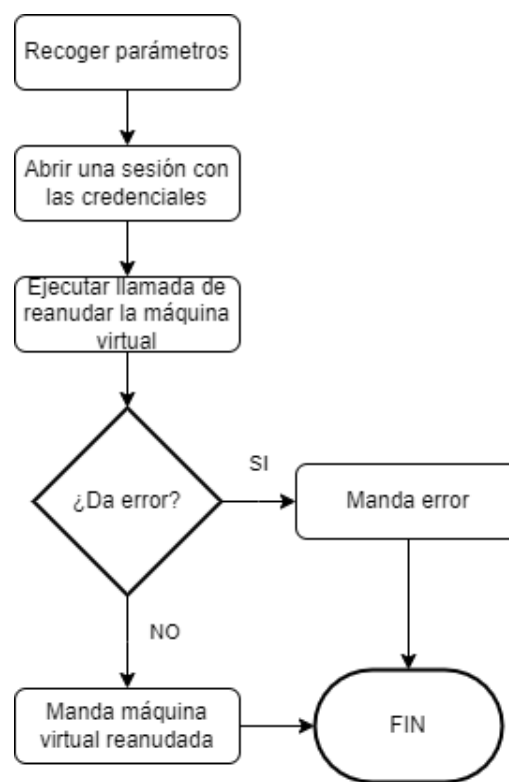 Recoger parámetros
Abrir una sesión con
las credenciales
Ejecutar llamada de
reanudar la máquina
virtual
¿Da error?
SI
Manda error
NO
Manda máquina
virtual reanudada
FIN